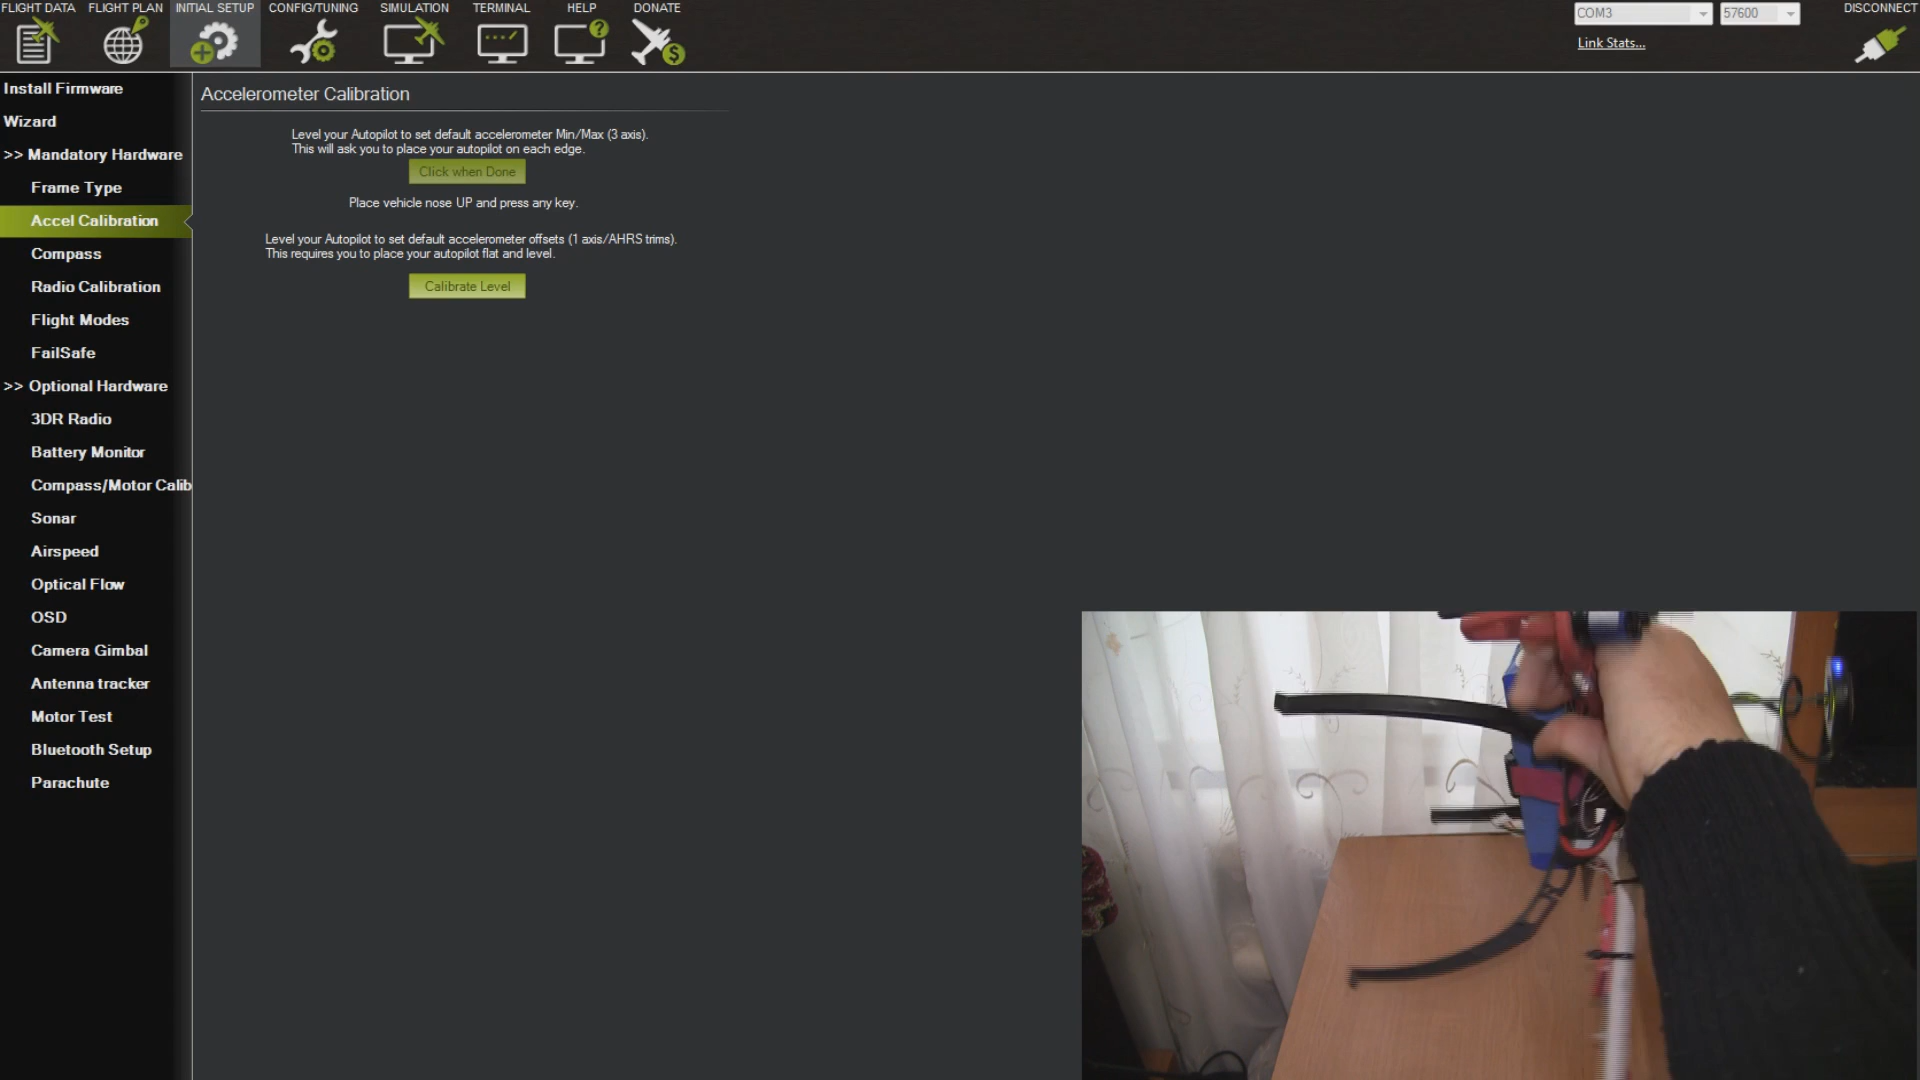 FLIGHT DATA FLIGHT PLAN INITIAL SETUP CONFIG/TUNING SIMULATION TERMINAL HELP DONATE COM3 57600 DISCONNECT
Link Stats...
Install Firmware
Wizard
>> Mandatory Hardware
Frame Type
Accel Calibration
Compass
Radio Calibration
Flight Modes
FailSafe
>> Optional Hardware
3DR Radio
Battery Monitor
Compass/Motor Calib
Sonar
Airspeed
Optical Flow
OSD
Camera Gimbal
Antenna tracker
Motor Test
Bluetooth Setup
Parachute
Accelerometer Calibration
Level your Autopilot to set default accelerometer Min/Max (3 axis).
This will ask you to place your autopilot on each edge.
Click when Done
Place vehicle nose UP and press any key.
Level your Autopilot to set default accelerometer offsets (1 axis/AHRS trims).
This requires you to place your autopilot flat and level.
Calibrate Level